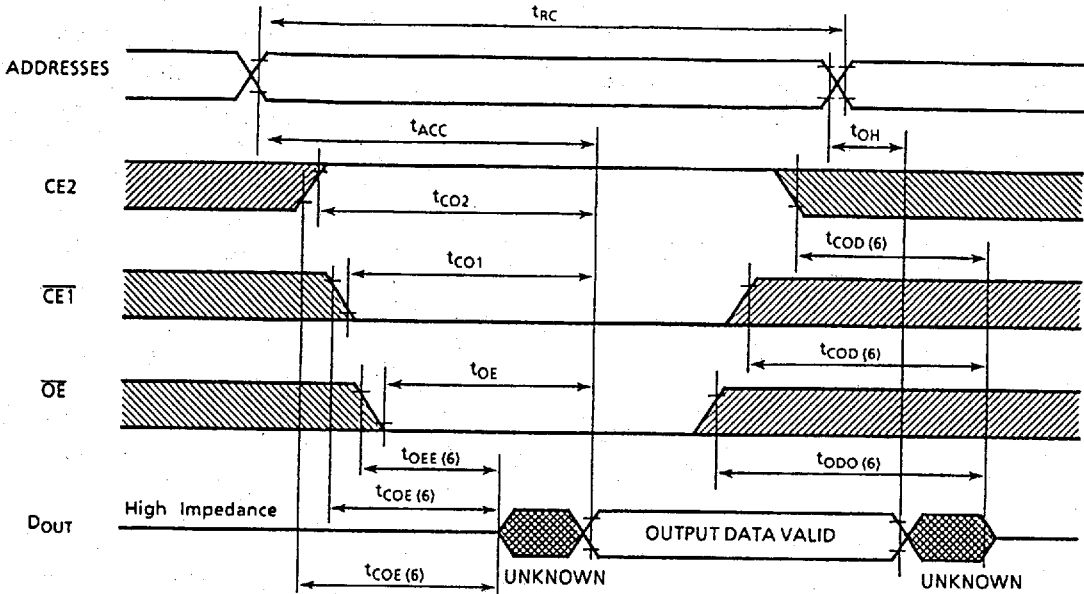 tRC
ADDRESSES
tACC
tOH
CE2
tCO2
tCOD (6)
CE1
tCO1
tCOD (6)
OE
tOE
tOEE (6)
tODO (6)
DOUT
High Impedance
tCOE (6)
OUTPUT DATA VALID
tCOE (6)
UNKNOWN
UNKNOWN